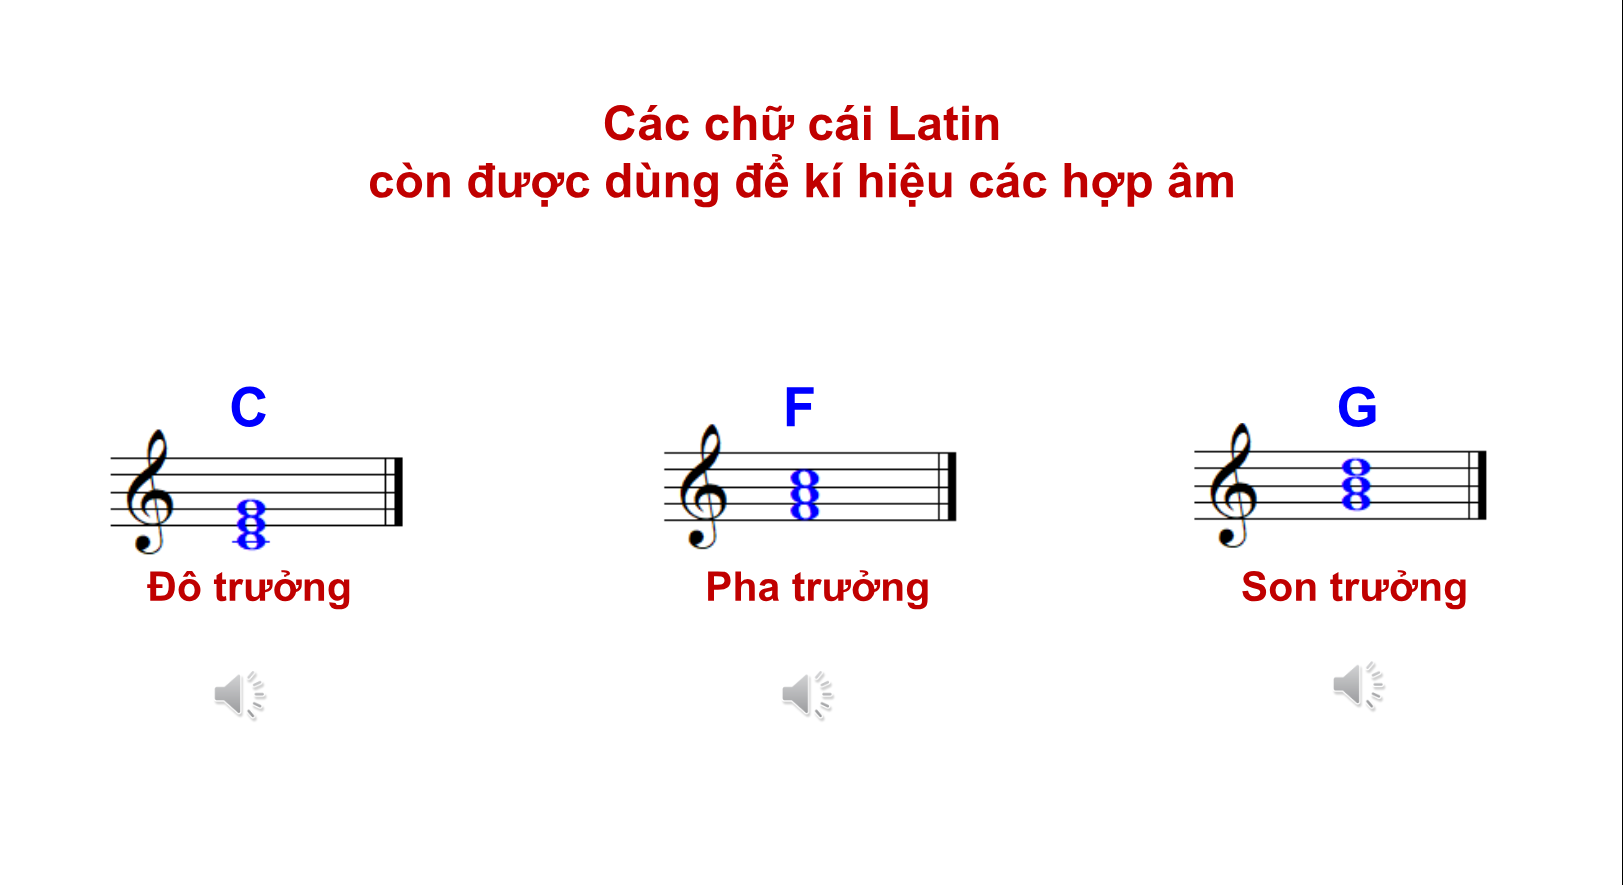 Các chữ cái Latin
còn được dùng để kí hiệu các hợp âm
C F G
Đô trưởng Pha trưởng Son trưởng